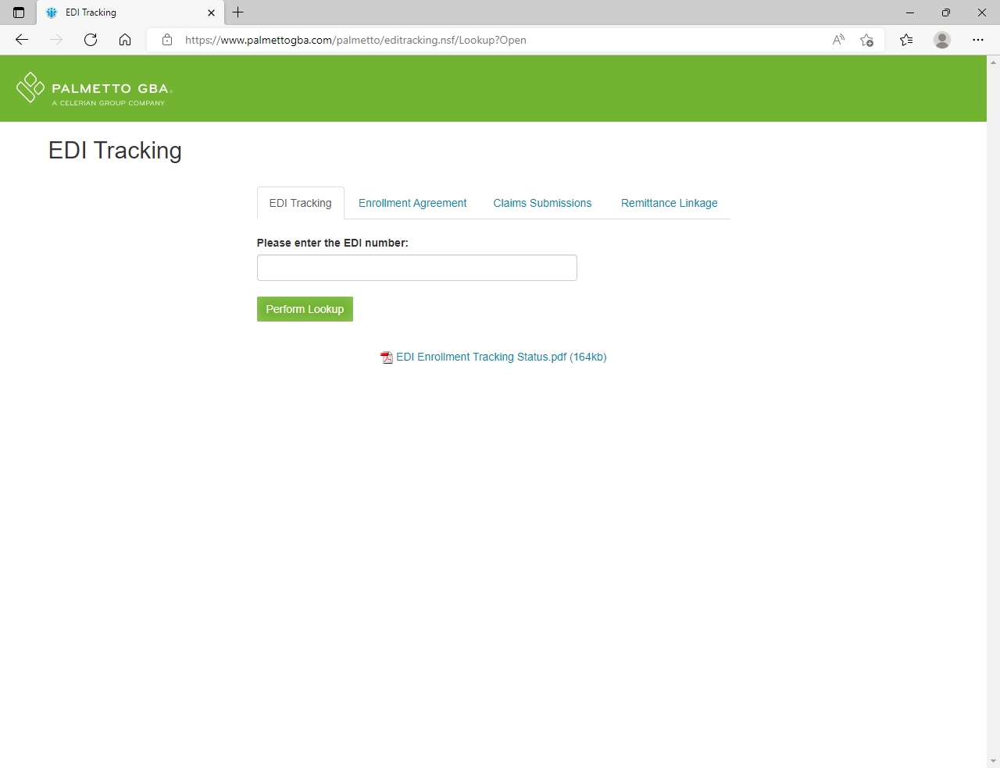 EDI Tracking
https://www.palmettogba.com/palmetto/editracking.nsf/Lookup?Open
PALMETTO GBA
A CELERIAN GROUP COMPANY
EDI Tracking
EDI Tracking Enrollment Agreement Claims Submissions Remittance Linkage
Please enter the EDI number:
Perform Lookup
EDI Enrollment Tracking Status.pdf (164kb)